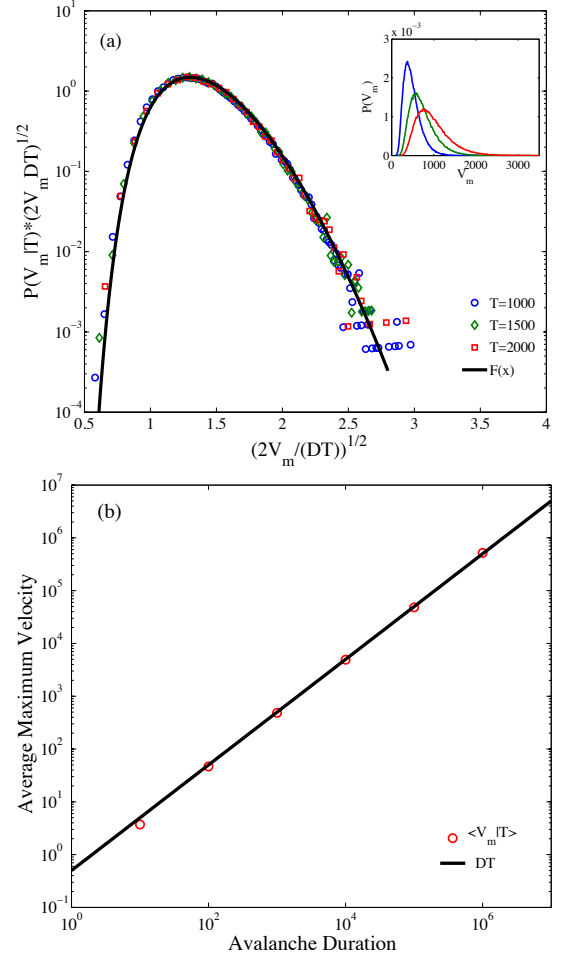 (a)
P(V_m|T)*(2V_mDT)^{1/2}
10^1
10^0
10^{-1}
10^{-2}
10^{-3}
10^{-4}
0.5 1 1.5 2 2.5 3 3.5 4
(2V_m/(DT))^{1/2}
x 10^{-3}
P(V_m)
3
2
1
0
0 1000 2000 3000
V_m
T=1000
T=1500
T=2000
F(x)
(b)
Average Maximum Velocity
10^7
10^6
10^5
10^4
10^3
10^2
10^1
10^0
10^{-1}
10^0 10^2 10^4 10^6
Avalanche Duration
<V_m|T>
DT